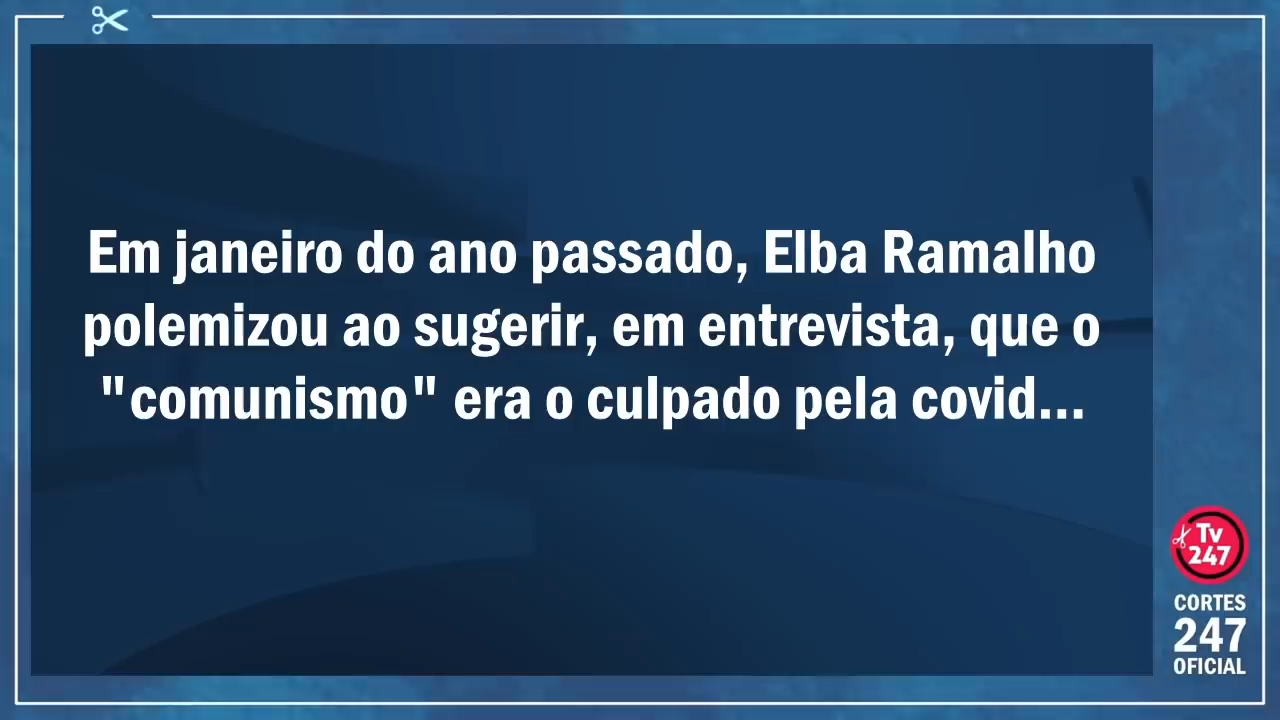 Em janeiro do ano passado, Elba Ramalho
polemizou ao sugerir, em entrevista, que o
"comunismo" era o culpado pela covid...
Tv
247
CORTES
247
OFICIAL